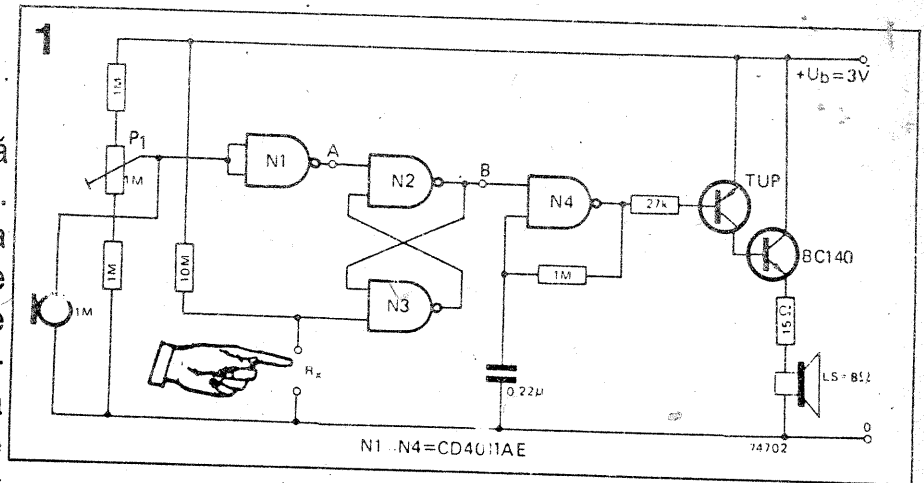 1
+Ub=3V
1M
P1
1M
1M
1M
10M
N1
A
N2
B
N3
N4
27k
1M
0,22µ
TUP
BC140
15Ω
LS=8Ω
Rx
0
N1...N4=CD4011AE
74702